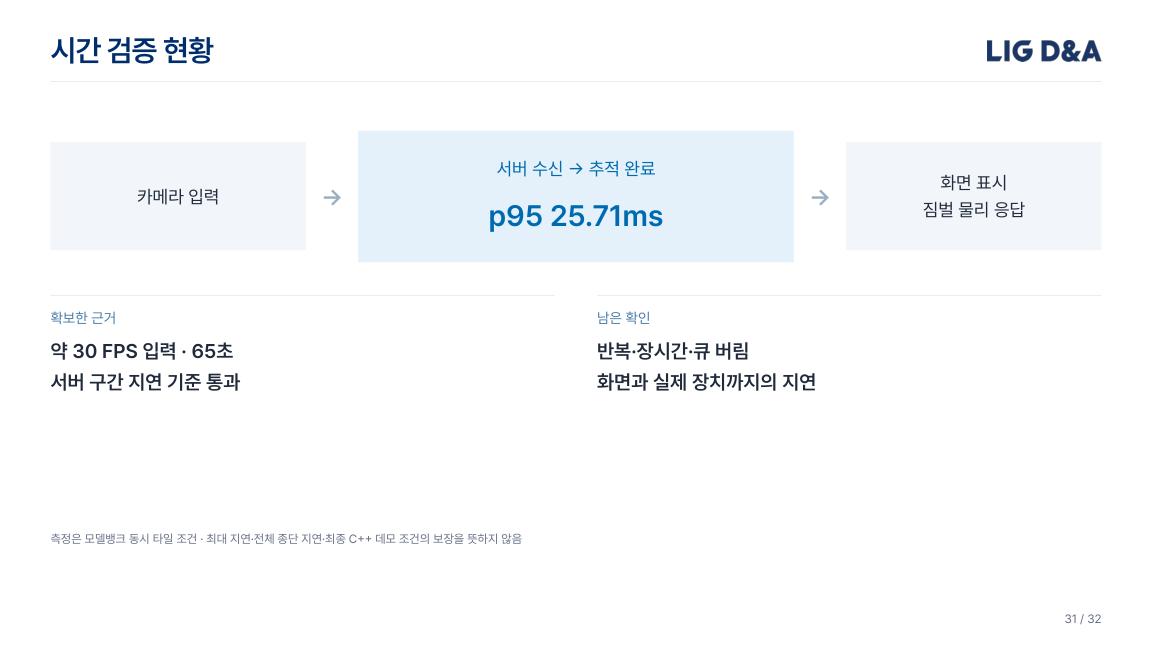 시간 검증 현황
LIG D&A
카메라 입력
→
서버 수신 → 추적 완료
p95 25.71ms
→
화면 표시
짐벌 물리 응답
확보한 근거
약 30 FPS 입력 · 65초
서버 구간 지연 기준 통과
남은 확인
반복·장시간·큐 버림
화면과 실제 장치까지의 지연
측정은 모델뱅크 동시 타일 조건 · 최대 지연·전체 종단 지연·최종 C++ 데모 조건의 보장을 뜻하지 않음
31 / 32